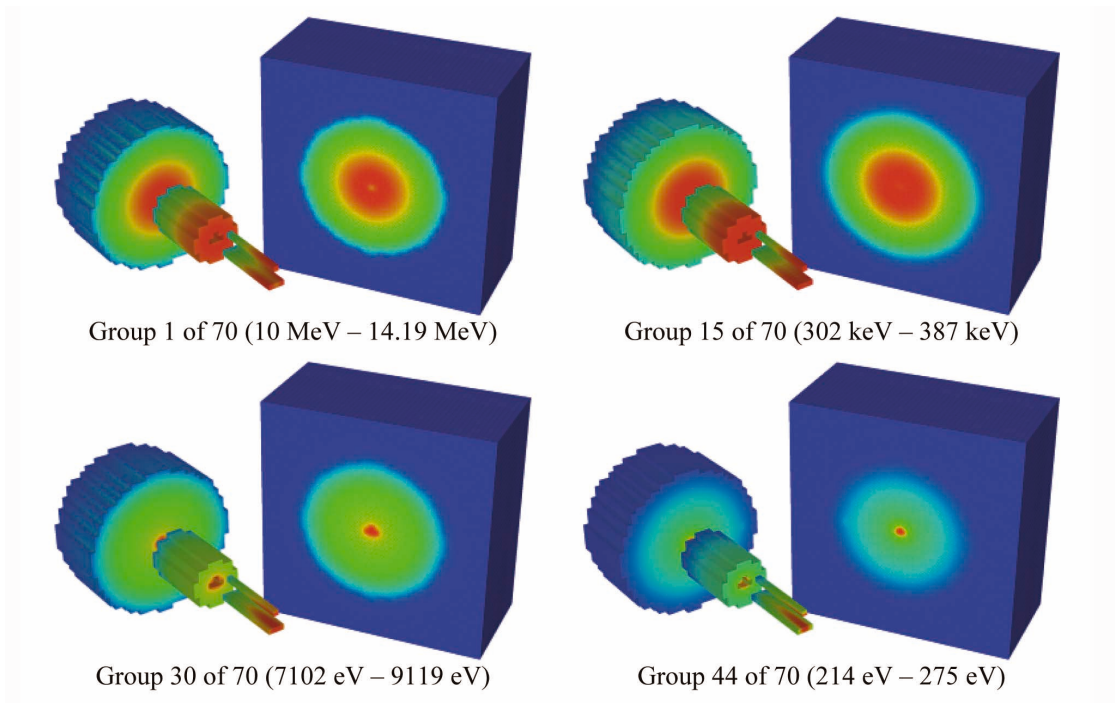 Group 1 of 70 (10 MeV – 14.19 MeV)
Group 15 of 70 (302 keV – 387 keV)
Group 30 of 70 (7102 eV – 9119 eV)
Group 44 of 70 (214 eV – 275 eV)